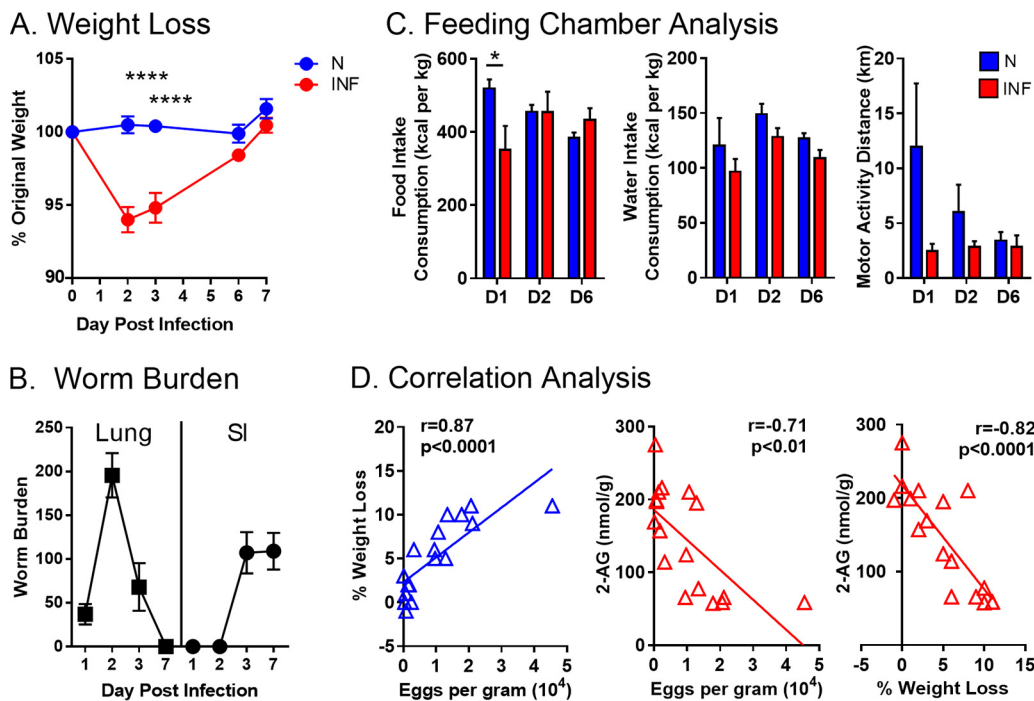 A. Weight Loss
105
100
95
90
% Original Weight
0 1 2 3 4 5 6 7
Day Post Infection
****
****
N
INF
C. Feeding Chamber Analysis
600
400
200
0
Food Intake
Consumption (kcal per kg)
*
D1 D2 D6
200
150
100
50
0
Water Intake
Consumption (kcal per kg)
D1 D2 D6
20
15
10
5
0
Motor Activity Distance (km)
N
INF
D1 D2 D6
B. Worm Burden
250
200
150
100
50
0
Worm Burden
Lung SI
1 2 3 7 1 2 3 7
Day Post Infection
D. Correlation Analysis
r=0.87
p<0.0001
20
15
10
5
0
-5
% Weight Loss
0 1 2 3 4 5
Eggs per gram (10⁴)
r=-0.71
p<0.01
300
200
100
0
2-AG (nmol/g)
0 1 2 3 4 5
Eggs per gram (10⁴)
r=-0.82
p<0.0001
300
200
100
0
2-AG (nmol/g)
-5 0 5 10 15
% Weight Loss